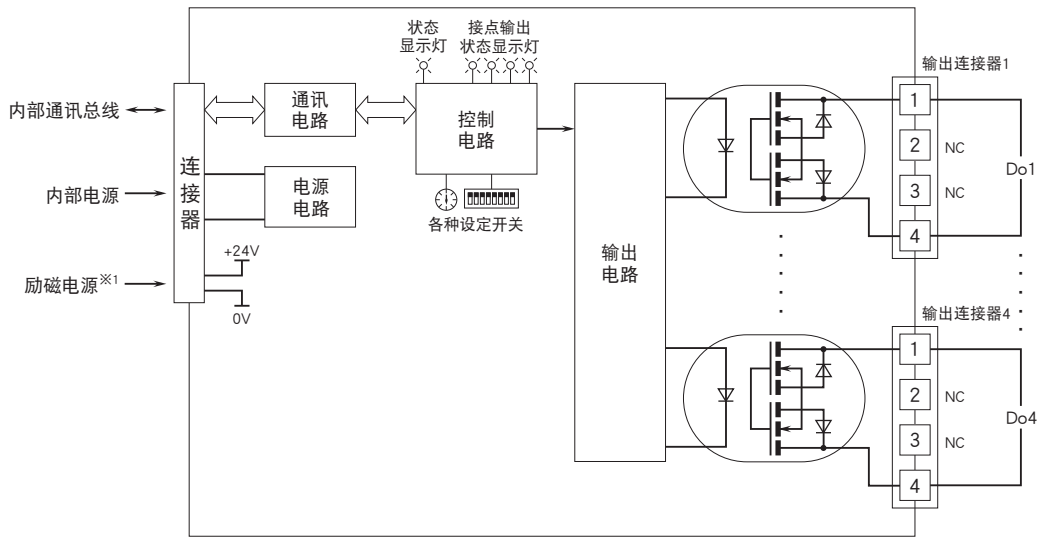 状态
显示灯
接点输出
状态显示灯
输出连接器1
内部通讯总线
通讯
电路
控制
电路
1
2 NC
3 NC
4
Do1
连接器
内部电源
电源
电路
各种设定开关
输出
电路
+24V
励磁电源※1
0V
输出连接器4
1
2 NC
3 NC
4
Do4